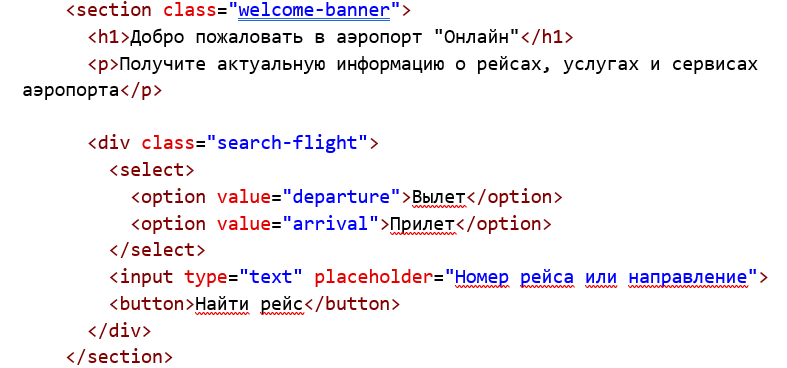 <section class="welcome-banner">
<h1>Добро пожаловать в аэропорт "Онлайн"</h1>
<p>Получите актуальную информацию о рейсах, услугах и сервисах
аэропорта</p>
<div class="search-flight">
<select>
<option value="departure">Вылет</option>
<option value="arrival">Прилет</option>
</select>
<input type="text" placeholder="Номер рейса или направление">
<button>Найти рейс</button>
</div>
</section>